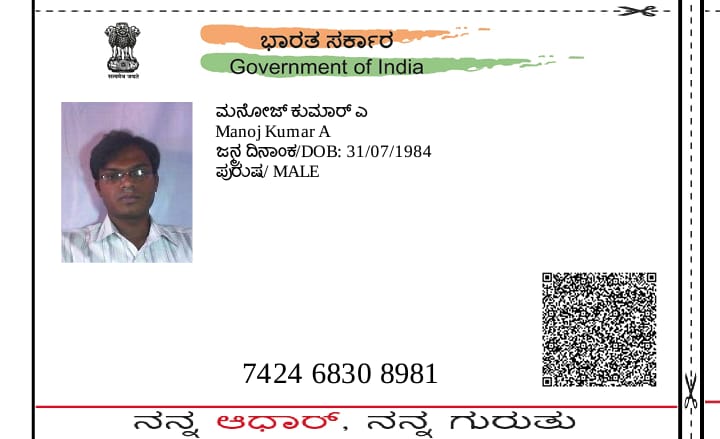 ಭಾರತ ಸರ್ಕಾರ
Government of India
सत्यमेव जयते
ಮನೋಜ್ ಕುಮಾರ್ ಎ
Manoj Kumar A
ಜನ್ಮ ದಿನಾಂಕ/DOB: 31/07/1984
ಪುರುಷ/ MALE
7424 6830 8981
ನನ್ನ ಆಧಾರ್, ನನ್ನ ಗುರುತು